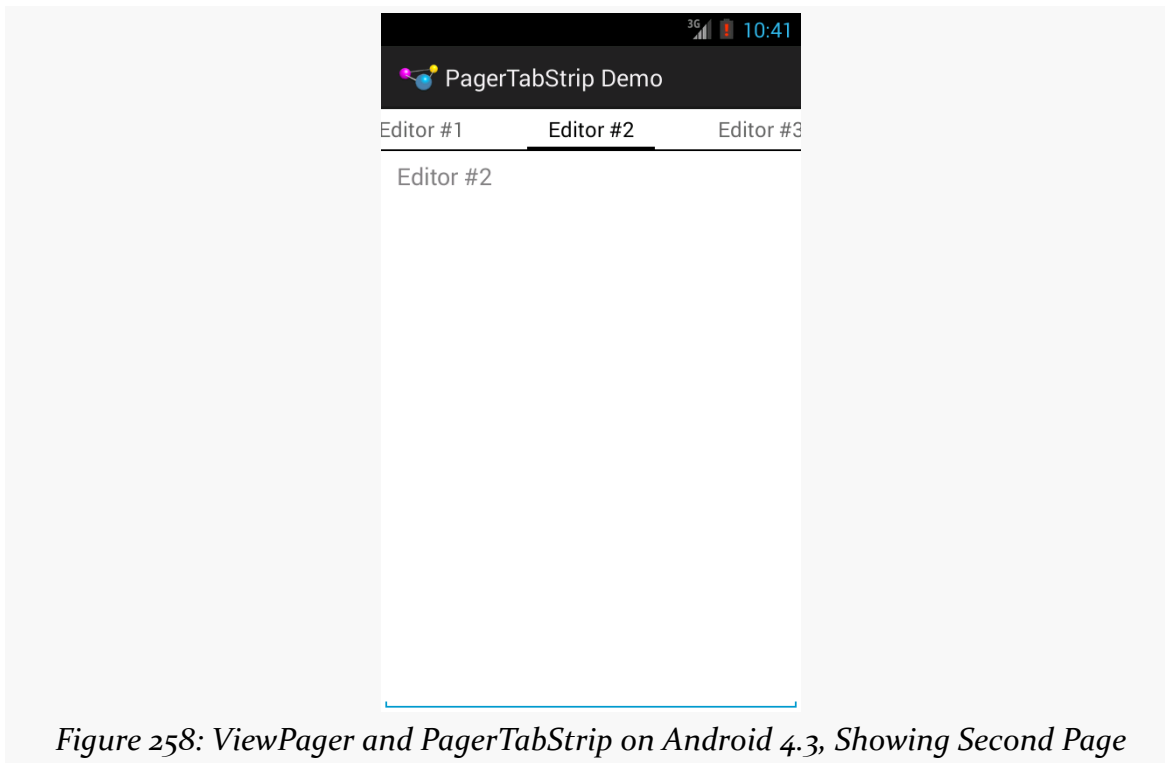 3G 10:41
PagerTabStrip Demo
Editor #1 Editor #2 Editor #3
Editor #2
Figure 258: ViewPager and PagerTabStrip on Android 4.3, Showing Second Page